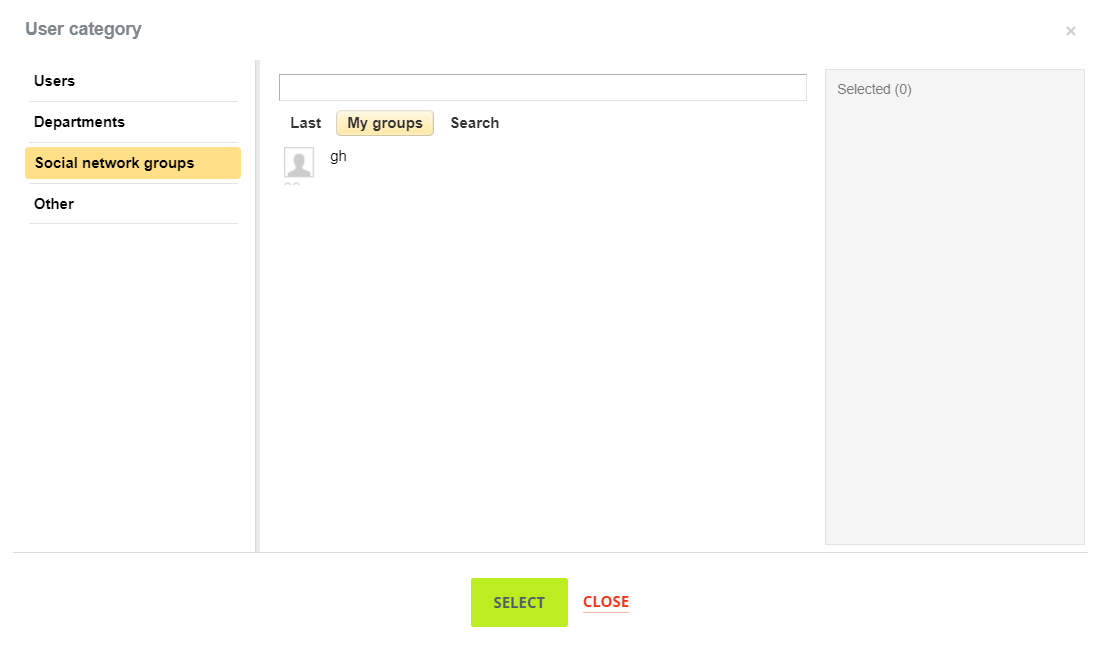 User category
×
Users
Departments
Social network groups
Other
Last My groups Search
gh
Selected (0)
SELECT CLOSE